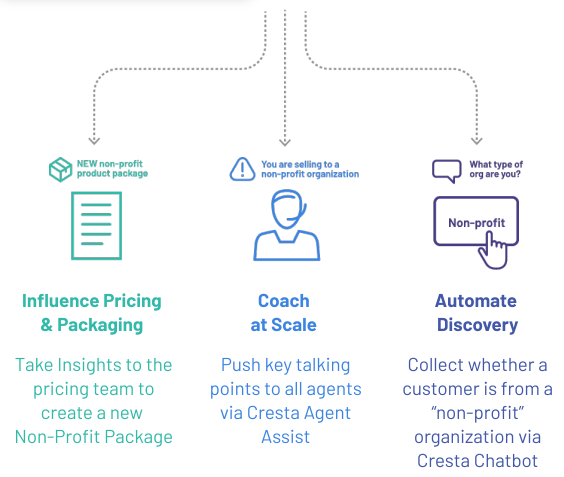 NEW non-profit
product package
You are selling to a
non-profit organization
What type of
org are you?
Non-profit
Influence Pricing
& Packaging
Coach
at Scale
Automate
Discovery
Take Insights to the
pricing team to
create a new
Non-Profit Package
Push key talking
points to all agents
via Cresta Agent
Assist
Collect whether a
customer is from a
“non-profit”
organization via
Cresta Chatbot